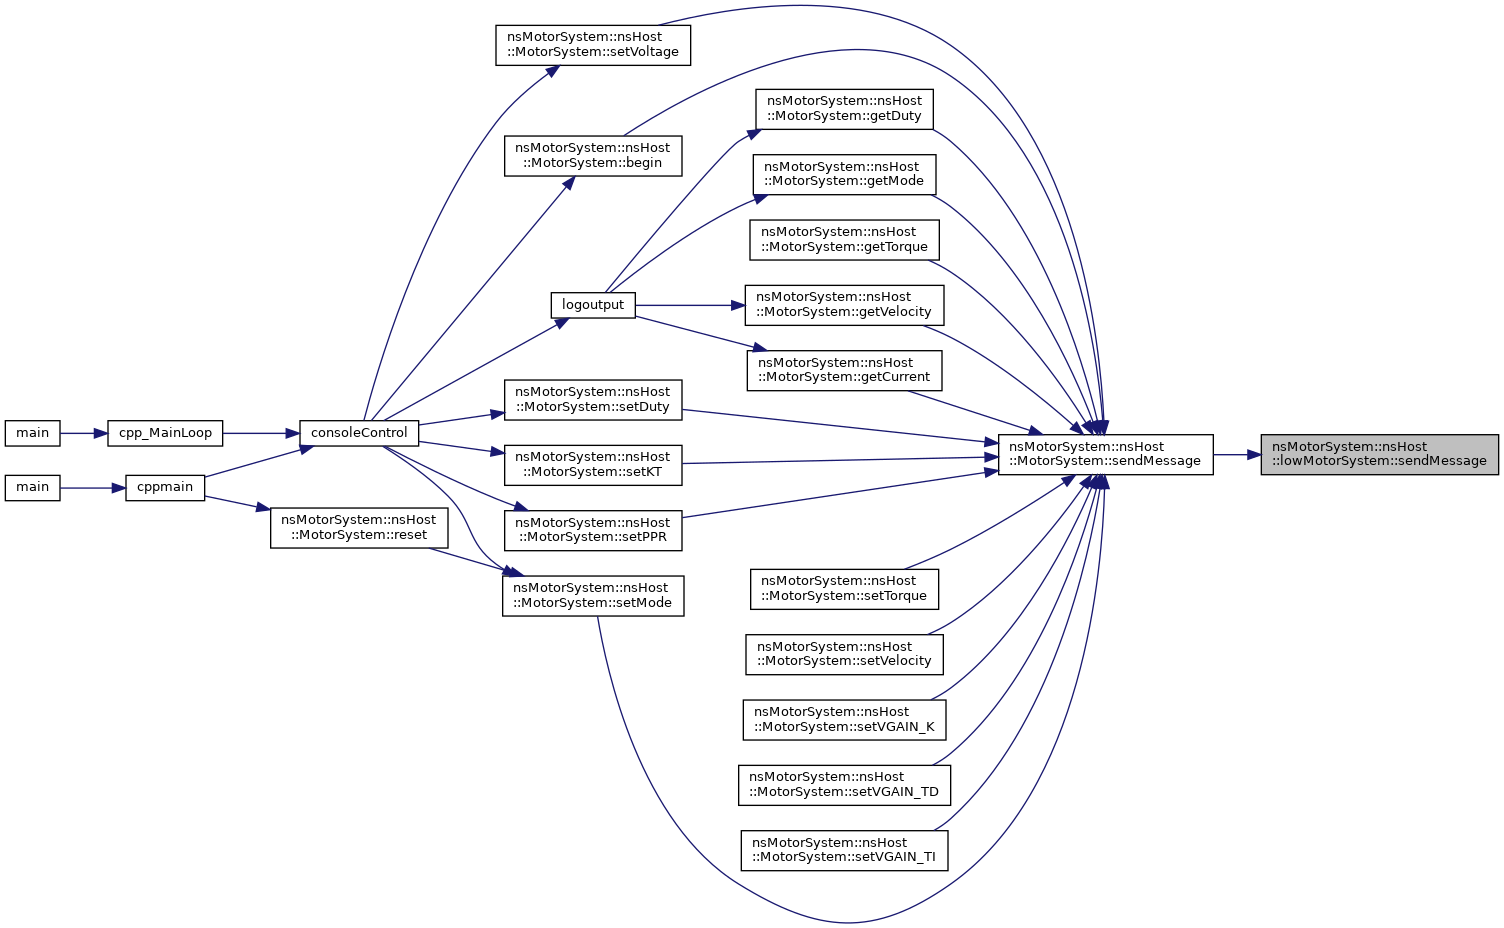 nsMotorSystem::nsHost
::MotorSystem::setVoltage
nsMotorSystem::nsHost
::MotorSystem::getDuty
nsMotorSystem::nsHost
::MotorSystem::begin
nsMotorSystem::nsHost
::MotorSystem::getMode
nsMotorSystem::nsHost
::MotorSystem::getTorque
logoutput
nsMotorSystem::nsHost
::MotorSystem::getVelocity
nsMotorSystem::nsHost
::MotorSystem::getCurrent
nsMotorSystem::nsHost
::MotorSystem::setDuty
main
cpp_MainLoop
consoleControl
nsMotorSystem::nsHost
::MotorSystem::sendMessage
nsMotorSystem::nsHost
::lowMotorSystem::sendMessage
nsMotorSystem::nsHost
::MotorSystem::setKT
main
cppmain
nsMotorSystem::nsHost
::MotorSystem::reset
nsMotorSystem::nsHost
::MotorSystem::setPPR
nsMotorSystem::nsHost
::MotorSystem::setMode
nsMotorSystem::nsHost
::MotorSystem::setTorque
nsMotorSystem::nsHost
::MotorSystem::setVelocity
nsMotorSystem::nsHost
::MotorSystem::setVGAIN_K
nsMotorSystem::nsHost
::MotorSystem::setVGAIN_TD
nsMotorSystem::nsHost
::MotorSystem::setVGAIN_TI